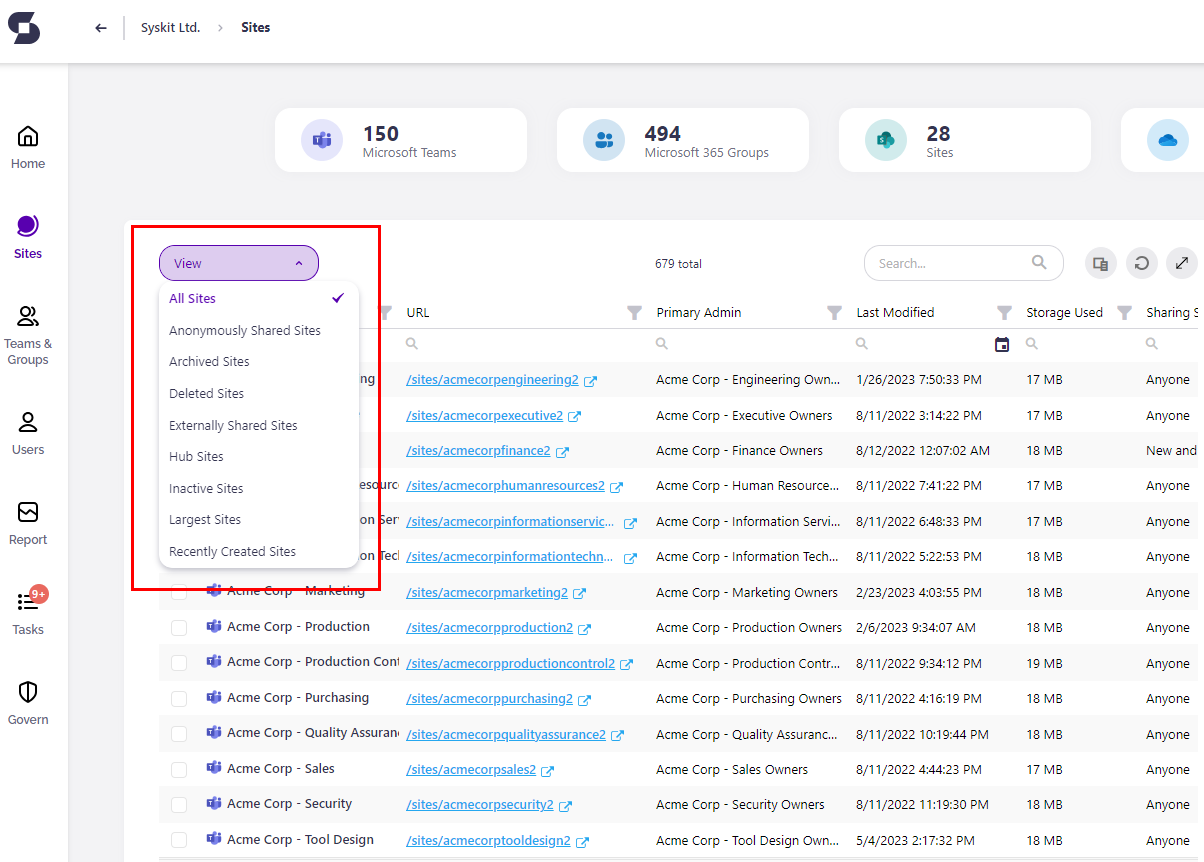 Syskit Ltd. > Sites
Home
Sites
Teams &
Groups
Users
Report
9+
Tasks
Govern
150
Microsoft Teams
494
Microsoft 365 Groups
28
Sites
View
679 total
Search...
All Sites
Anonymously Shared Sites
Archived Sites
Deleted Sites
Externally Shared Sites
Hub Sites
Inactive Sites
Largest Sites
Recently Created Sites
URL Primary Admin Last Modified Storage Used Sharing S
ng /sites/acmecorpengineering2 Acme Corp - Engineering Own... 1/26/2023 7:50:33 PM 17 MB Anyone
/sites/acmecorpexecutive2 Acme Corp - Executive Owners 8/11/2022 3:14:22 PM 17 MB Anyone
/sites/acmecorpfinance2 Acme Corp - Finance Owners 8/12/2022 12:07:02 AM 18 MB New and
esource /sites/acmecorphumanresources2 Acme Corp - Human Resource... 8/11/2022 7:41:22 PM 17 MB Anyone
on Ser /sites/acmecorpinformationservic... Acme Corp - Information Servi... 8/11/2022 6:48:33 PM 17 MB Anyone
on Tec /sites/acmecorpinformationtechn... Acme Corp - Information Tech... 8/11/2022 5:22:53 PM 18 MB Anyone
Acme Corp - Marketing /sites/acmecorpmarketing2 Acme Corp - Marketing Owners 2/23/2023 4:03:55 PM 18 MB Anyone
Acme Corp - Production /sites/acmecorpproduction2 Acme Corp - Production Owners 2/6/2023 9:34:07 AM 18 MB Anyone
Acme Corp - Production Cont /sites/acmecorpproductioncontrol2 Acme Corp - Production Contr... 8/11/2022 9:34:12 PM 19 MB Anyone
Acme Corp - Purchasing /sites/acmecorppurchasing2 Acme Corp - Purchasing Owners 8/11/2022 4:16:19 PM 18 MB Anyone
Acme Corp - Quality Assuran /sites/acmecorpqualityassurance2 Acme Corp - Quality Assuranc... 8/11/2022 10:19:44 PM 18 MB Anyone
Acme Corp - Sales /sites/acmecorpsales2 Acme Corp - Sales Owners 8/11/2022 4:44:23 PM 17 MB Anyone
Acme Corp - Security /sites/acmecorpsecurity2 Acme Corp - Security Owners 8/11/2022 11:19:30 PM 18 MB Anyone
Acme Corp - Tool Design /sites/acmecorptooldesign2 Acme Corp - Tool Design Own... 5/4/2023 2:17:32 PM 18 MB Anyone